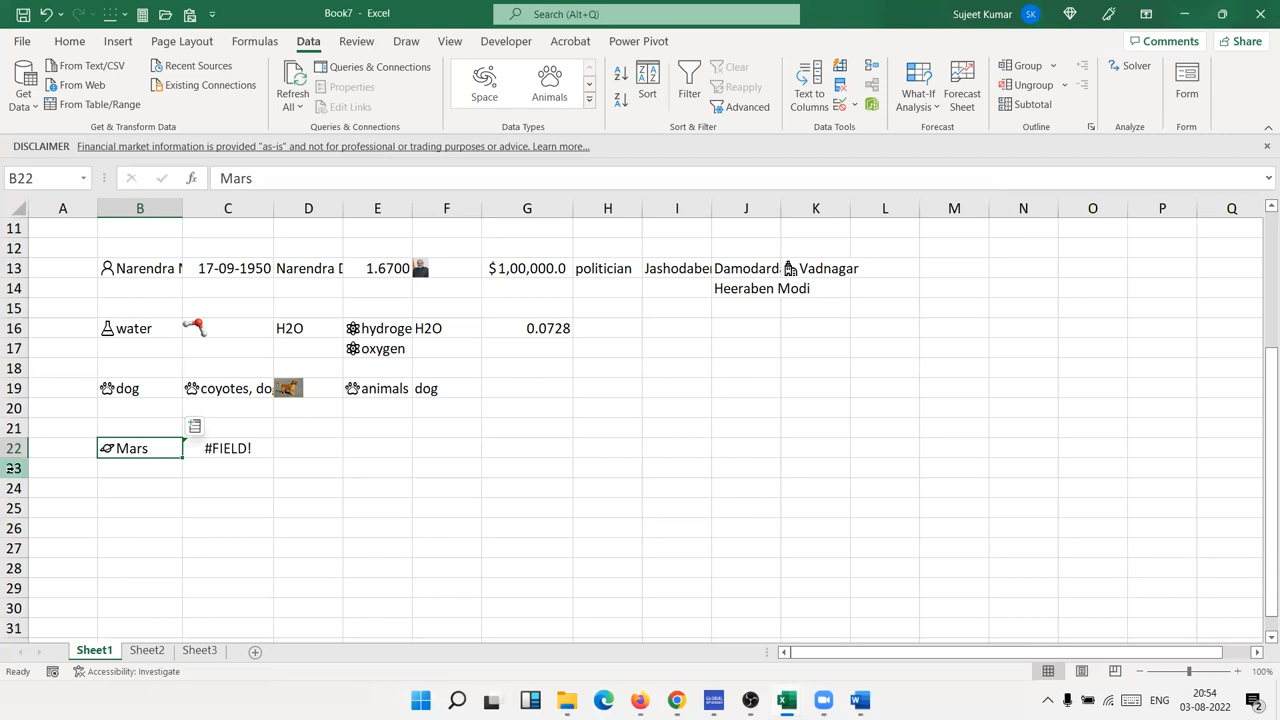 Book7 - Excel
Search (Alt+Q)
Sujeet Kumar
SK
File
Home
Insert
Page Layout
Formulas
Data
Review
Draw
View
Developer
Acrobat
Power Pivot
Comments
Share
Get
Data
From Text/CSV
From Web
From Table/Range
Recent Sources
Existing Connections
Get & Transform Data
Refresh
All
Queries & Connections
Properties
Edit Links
Queries & Connections
Space
Animals
Data Types
Sort
Filter
Clear
Reapply
Advanced
Sort & Filter
Text to
Columns
Data Tools
What-If
Analysis
Forecast
Sheet
Forecast
Group
Ungroup
Subtotal
Outline
Solver
Analyze
Form
Form
DISCLAIMER Financial market information is provided "as-is" and not for professional or trading purposes or advice. Learn more...
B22
fx
Mars
A B C D E F G H I J K L M N O P Q
11
12
13 Narendra M 17-09-1950 Narendra D 1.6700 $ 1,00,000.0 politician Jashodaber Damodarda Vadnagar
14 Heeraben Modi
15
16 water H2O hydroge H2O 0.0728
17 oxygen
18
19 dog coyotes, do animals dog
20
21
22 Mars #FIELD!
23
24
25
26
27
28
29
30
31
Sheet1 Sheet2 Sheet3
Ready
Accessibility: Investigate
100%
GLOBAL
ENG
20:54
03-08-2022
2